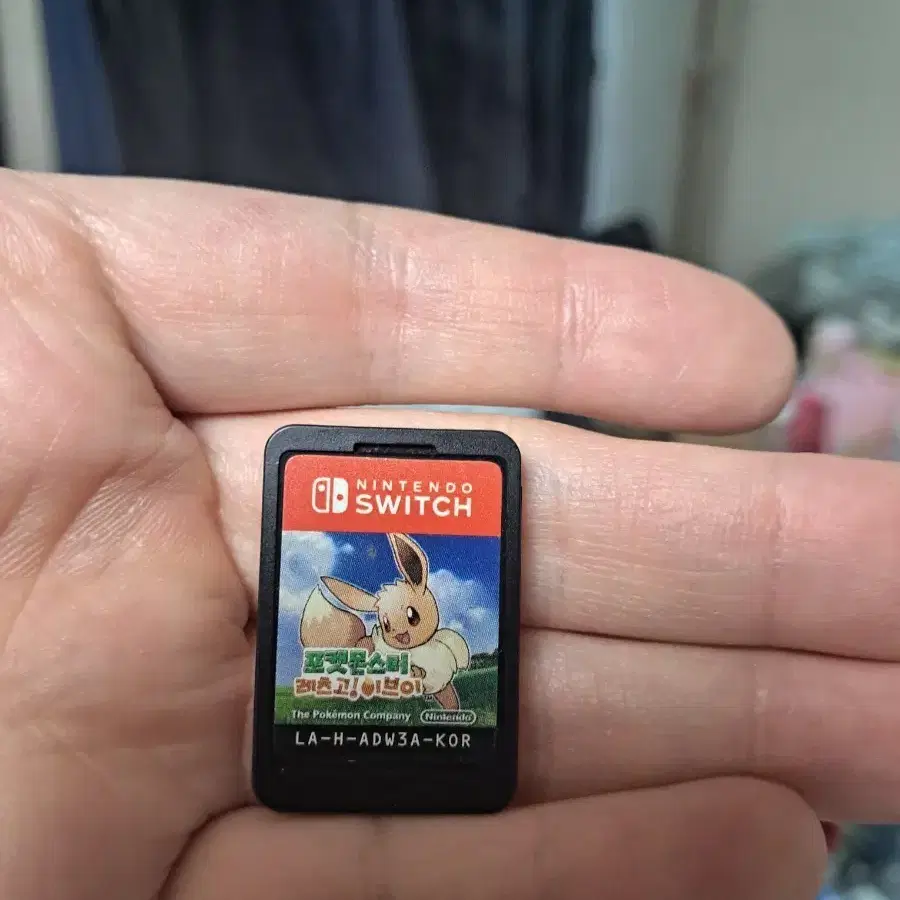 NINTENDO
SWITCH
포켓몬스터
레츠고! 이브이
The Pokémon Company Nintendo
LA-H-ADW3A-KOR